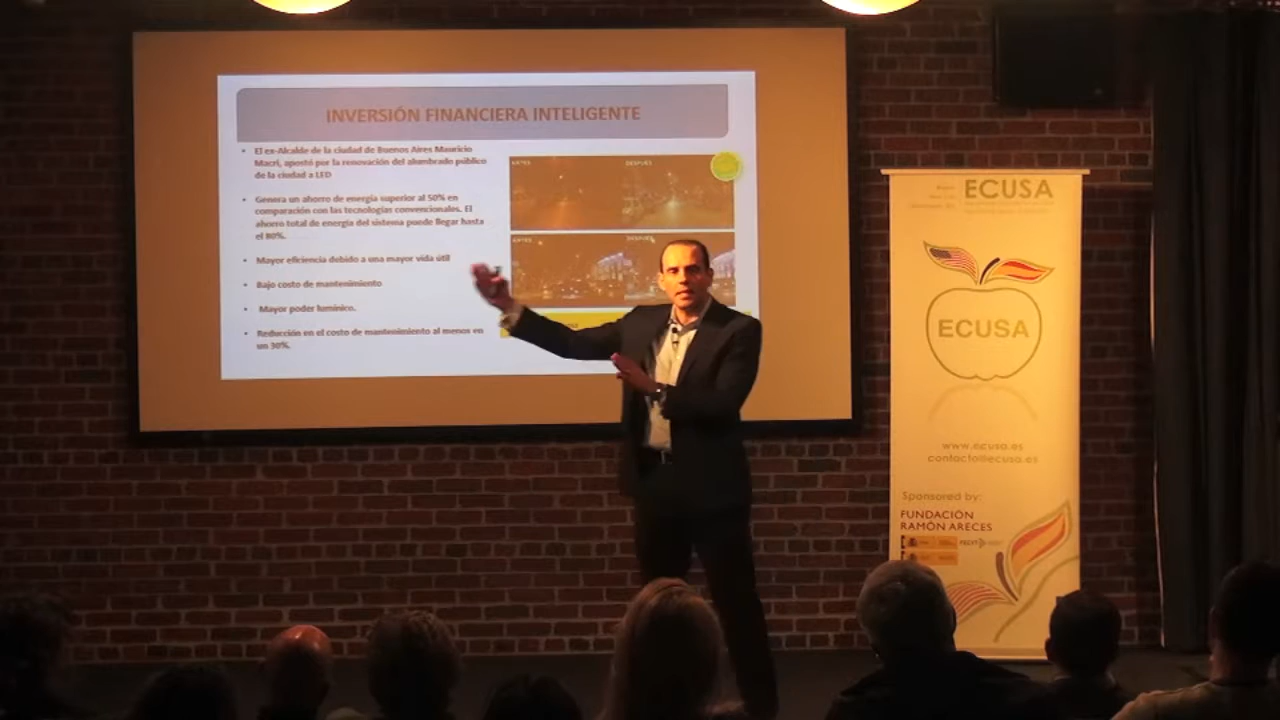 INVERSIÓN FINANCIERA INTELIGENTE
El ex-Alcalde de la ciudad de Buenos Aires Mauricio
Macri, apostó por la renovación del alumbrado público
de la ciudad a LED
Genera un ahorro de energía superior al 50% en
comparación con las tecnologías convencionales. El
ahorro total de energía del sistema puede llegar hasta
el 80%.
Mayor eficiencia debido a una mayor vida útil
Bajo costo de mantenimiento
Mayor poder lumínico.
Reducción en el costo de mantenimiento al menos en
un 30%.
ANTES
DESPUES
ANTES
DESPUES
ECUSA
ECUSA
www.ecusa.es
contacto@ecusa.es
Sponsored by:
FUNDACIÓN
RAMÓN ARECES
FECYT